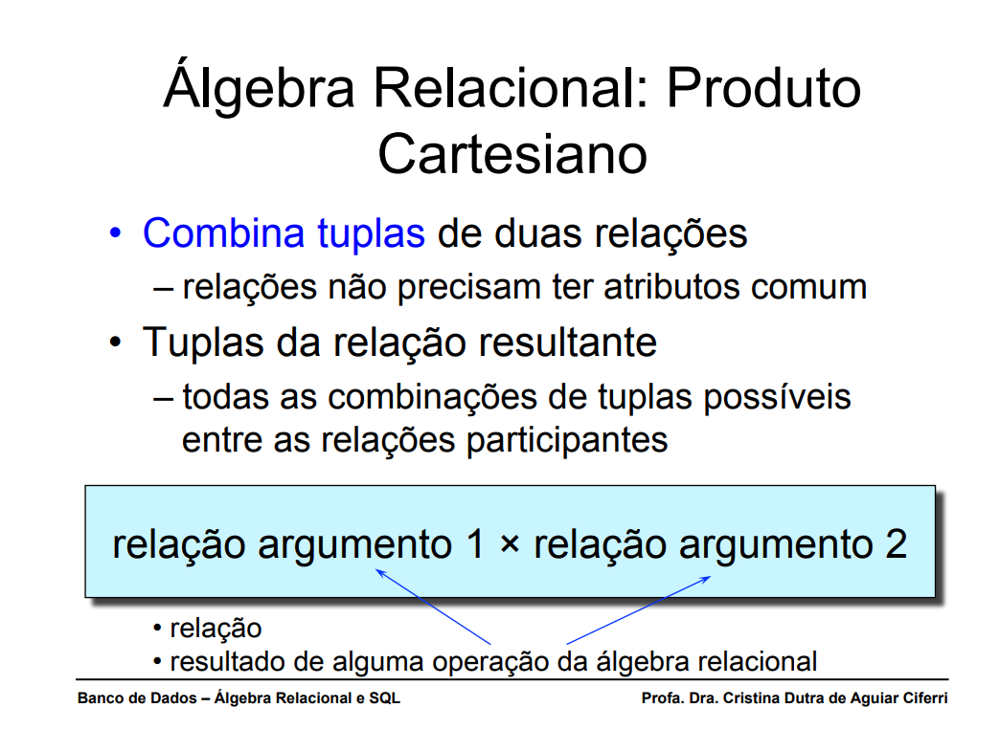 Álgebra Relacional: Produto
Cartesiano
• Combina tuplas de duas relações
– relações não precisam ter atributos comum
• Tuplas da relação resultante
– todas as combinações de tuplas possíveis
entre as relações participantes
relação argumento 1 × relação argumento 2
• relação
• resultado de alguma operação da álgebra relacional
Banco de Dados – Álgebra Relacional e SQL Profa. Dra. Cristina Dutra de Aguiar Ciferri